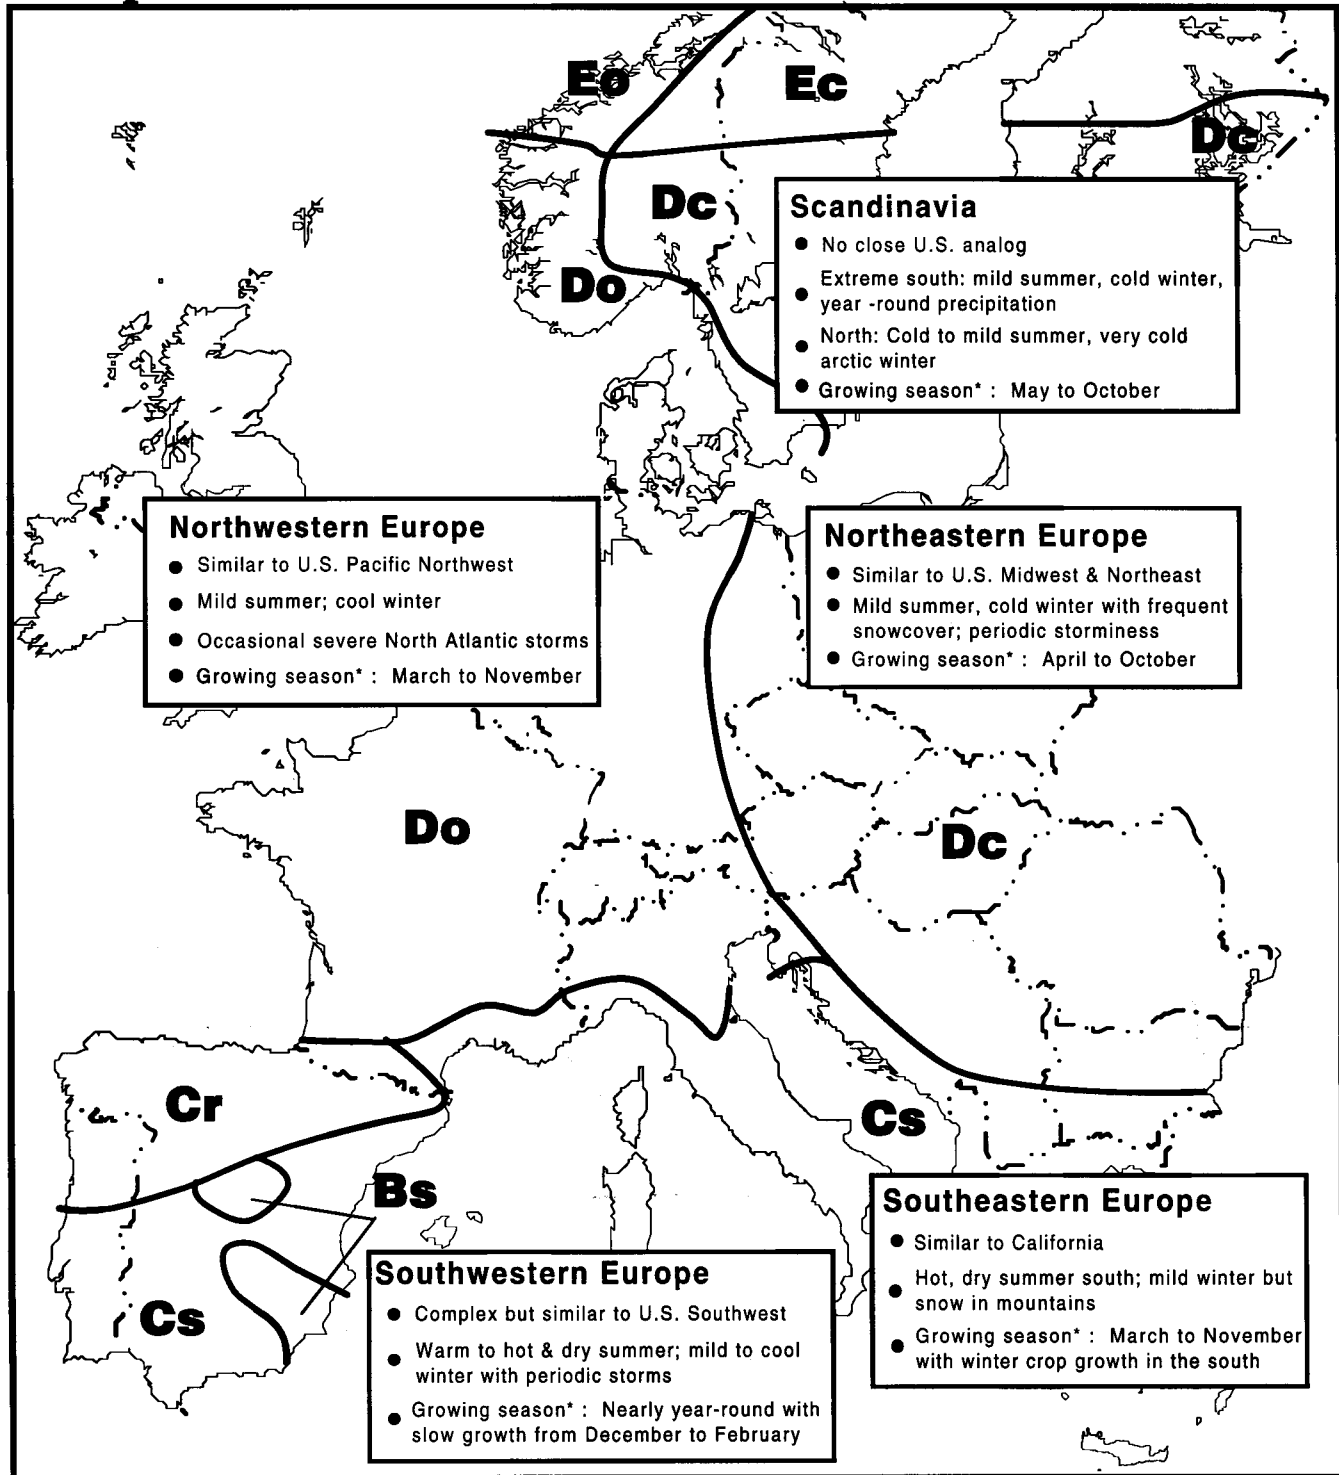 Eo
Ec
Dc
Dc
Do
Scandinavia
● No close U.S. analog
● Extreme south: mild summer, cold winter,
year -round precipitation
● North: Cold to mild summer, very cold
arctic winter
● Growing season* : May to October
Northwestern Europe
● Similar to U.S. Pacific Northwest
● Mild summer; cool winter
● Occasional severe North Atlantic storms
● Growing season* : March to November
Northeastern Europe
● Similar to U.S. Midwest & Northeast
● Mild summer, cold winter with frequent
snowcover; periodic storminess
● Growing season* : April to October
Do
Dc
Cr
Cs
Bs
Cs
Southwestern Europe
● Complex but similar to U.S. Southwest
● Warm to hot & dry summer; mild to cool
winter with periodic storms
● Growing season* : Nearly year-round with
slow growth from December to February
Southeastern Europe
● Similar to California
● Hot, dry summer south; mild winter but
snow in mountains
● Growing season* : March to November
with winter crop growth in the south